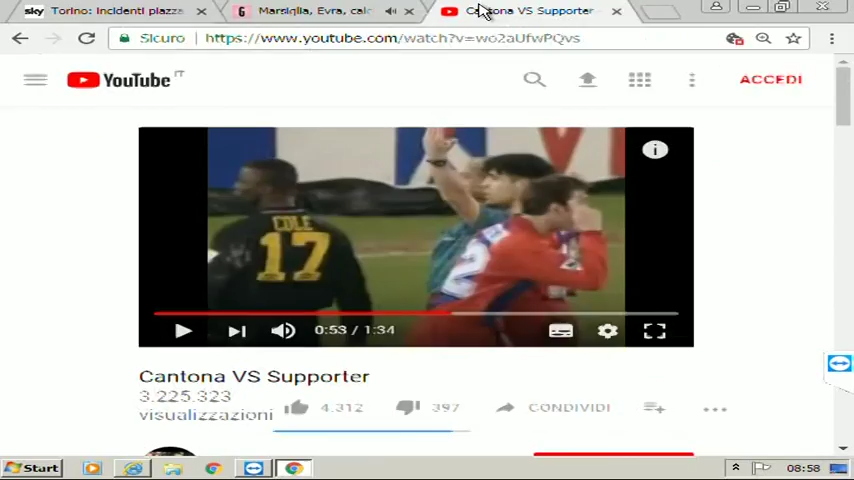 sky Torino: incidenti piazza
G Marsiglia, Evra, calc
Cantona VS Supporter
Sicuro
https://www.youtube.com/watch?v=wo2aUfwPQvs
YouTube IT
ACCEDI
COLE
17
0:53 / 1:34
Cantona VS Supporter
3.225.323
visualizzazioni
4.312
397
CONDIVIDI
Start
08:58